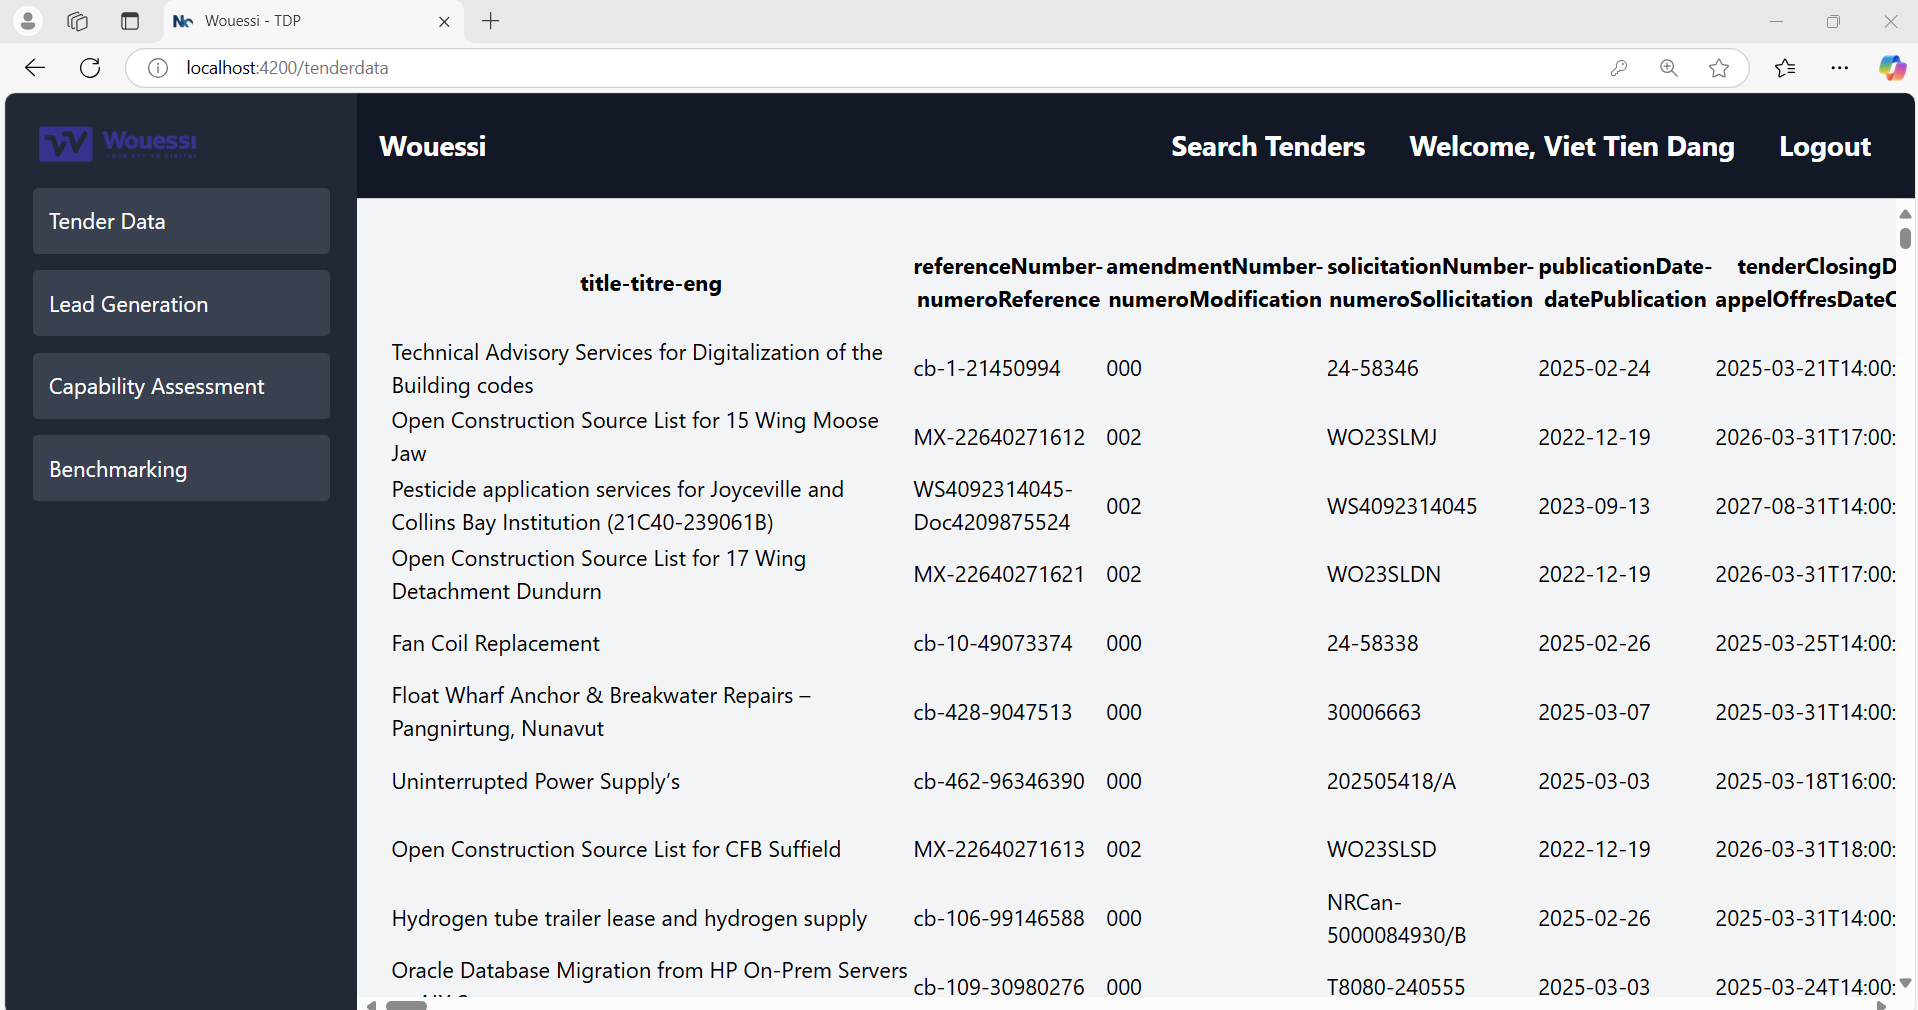 Wouessi - TDP
localhost:4200/tenderdata
Wouessi
YOUR KEY TO DIGITAL
Tender Data
Lead Generation
Capability Assessment
Benchmarking
Wouessi
Search Tenders
Welcome, Viet Tien Dang
Logout
title-titre-eng
referenceNumber-
numeroReference
amendmentNumber-
numeroModification
solicitationNumber-
numeroSollicitation
publicationDate-
datePublication
tenderClosingD
appelOffresDateC
Technical Advisory Services for Digitalization of the
Building codes
cb-1-21450994
000
24-58346
2025-02-24
2025-03-21T14:00:
Open Construction Source List for 15 Wing Moose
Jaw
MX-22640271612
002
WO23SLMJ
2022-12-19
2026-03-31T17:00:
Pesticide application services for Joyceville and
Collins Bay Institution (21C40-239061B)
WS4092314045-
Doc4209875524
002
WS4092314045
2023-09-13
2027-08-31T14:00:
Open Construction Source List for 17 Wing
Detachment Dundurn
MX-22640271621
002
WO23SLDN
2022-12-19
2026-03-31T17:00:
Fan Coil Replacement
cb-10-49073374
000
24-58338
2025-02-26
2025-03-25T14:00:
Float Wharf Anchor & Breakwater Repairs –
Pangnirtung, Nunavut
cb-428-9047513
000
30006663
2025-03-07
2025-03-31T14:00:
Uninterrupted Power Supply’s
cb-462-96346390
000
202505418/A
2025-03-03
2025-03-18T16:00:
Open Construction Source List for CFB Suffield
MX-22640271613
002
WO23SLSD
2022-12-19
2026-03-31T18:00:
Hydrogen tube trailer lease and hydrogen supply
cb-106-99146588
000
NRCan-
5000084930/B
2025-02-26
2025-03-31T14:00:
Oracle Database Migration from HP On-Prem Servers
cb-109-30980276
000
T8080-240555
2025-03-03
2025-03-24T14:00: